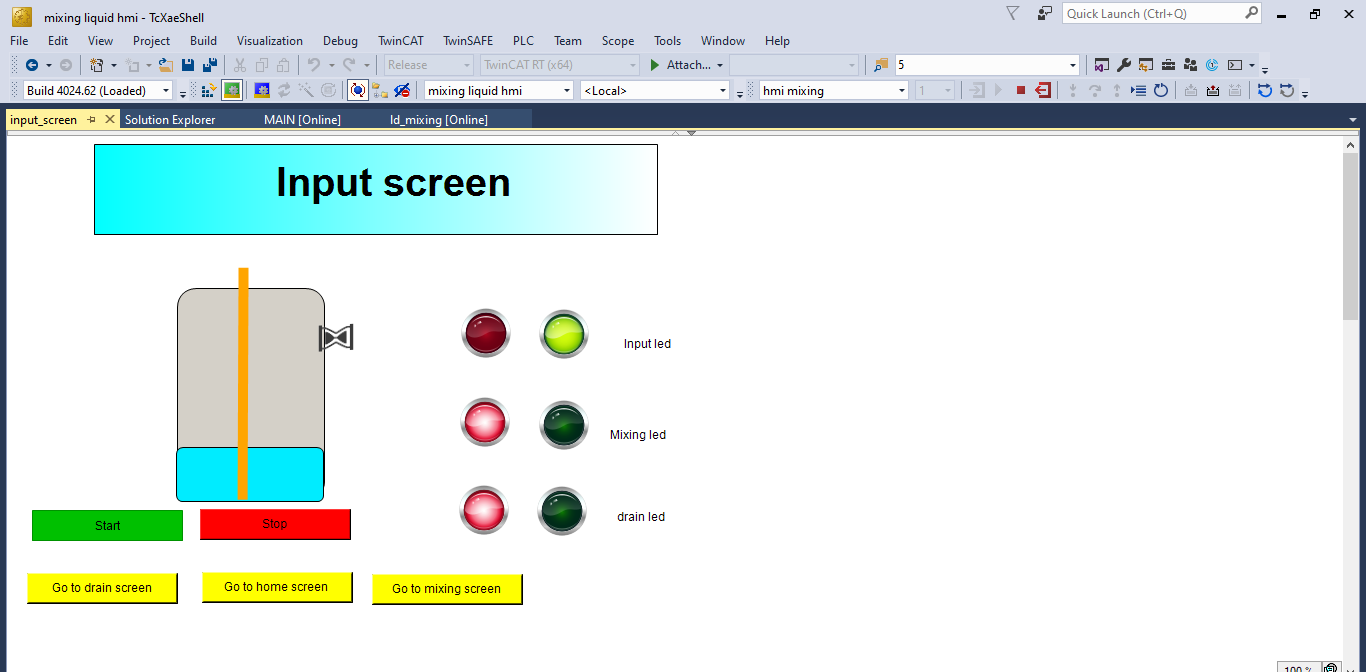 mixing liquid hmi - TcXaeShell
Quick Launch (Ctrl+Q)
File Edit View Project Build Visualization Debug TwinCAT TwinSAFE PLC Team Scope Tools Window Help
Release TwinCAT RT (x64) Attach... 5
Build 4024.62 (Loaded) mixing liquid hmi <Local> hmi mixing 1
input_screen Solution Explorer MAIN [Online] ld_mixing [Online]
Input screen
Input led
Mixing led
drain led
Start Stop
Go to drain screen Go to home screen Go to mixing screen
100 %